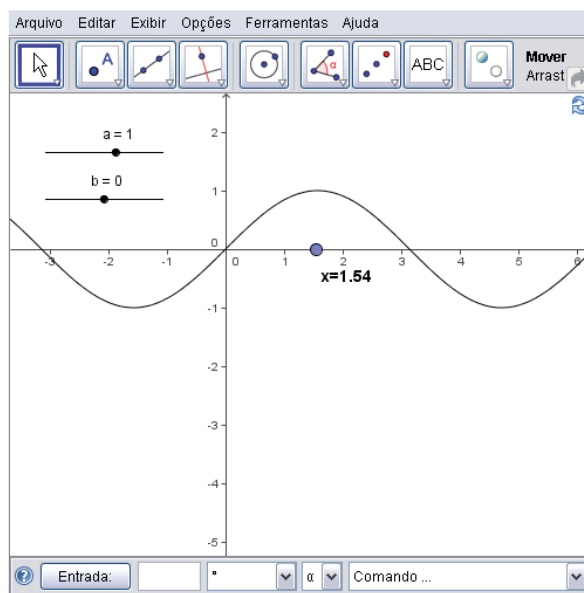 Arquivo Editar Exibir Opções Ferramentas Ajuda
A α ABC Mover
Arrast
a = 1
b = 0
2
1
0
-3 -2 -1 0 1 2 3 4 5 6
x=1.54
-1
-2
-3
-4
-5
? Entrada: ° α Comando ...